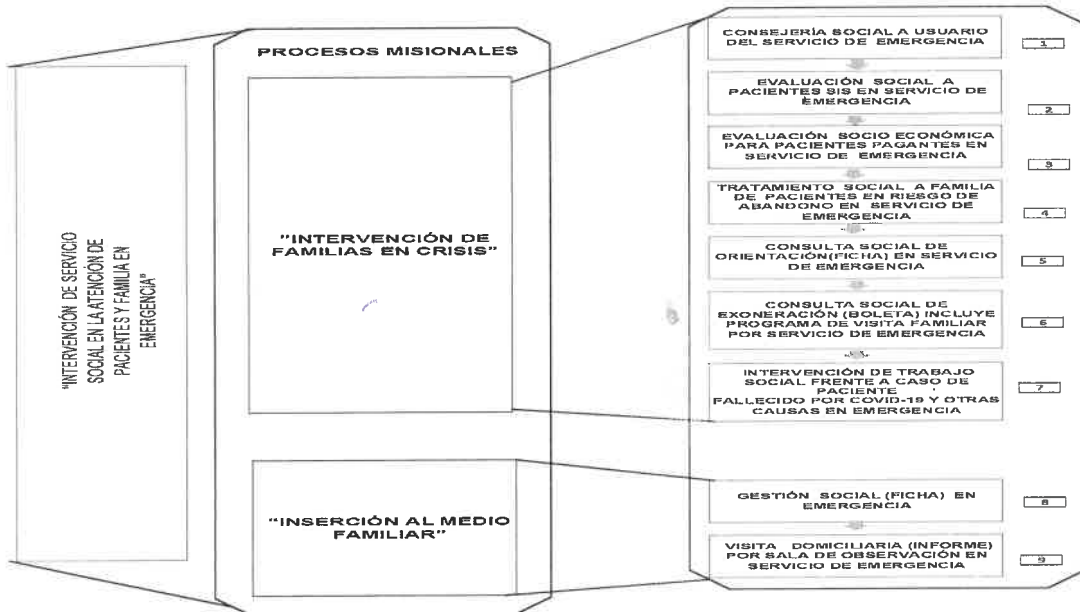 "INTERVENCIÓN DE SERVICIO
SOCIAL EN LA ATENCIÓN DE
PACIENTES Y FAMILIA EN
EMERGENCIA"
PROCESOS MISIONALES
"INTERVENCIÓN DE
FAMILIAS EN CRISIS"
"INSERCIÓN AL MEDIO
FAMILIAR"
CONSEJERÍA SOCIAL A USUARIO
DEL SERVICIO DE EMERGENCIA
1
EVALUACIÓN SOCIAL A
PACIENTES SIS EN SERVICIO DE
EMERGENCIA
2
EVALUACIÓN SOCIO ECONÓMICA
PARA PACIENTES PAGANTES EN
SERVICIO DE EMERGENCIA
3
TRATAMIENTO SOCIAL A FAMILIA
DE PACIENTES EN RIESGO DE
ABANDONO EN SERVICIO DE
EMERGENCIA
4
CONSULTA SOCIAL DE
ORIENTACIÓN(FICHA) EN SERVICIO
DE EMERGENCIA
5
CONSULTA SOCIAL DE
EXONERACIÓN (BOLETA) INCLUYE
PROGRAMA DE VISITA FAMILIAR
POR SERVICIO DE EMERGENCIA
6
INTERVENCIÓN DE TRABAJO
SOCIAL FRENTE A CASO DE
PACIENTE
FALLECIDO POR COVID-19 Y OTRAS
CAUSAS EN EMERGENCIA
7
GESTIÓN SOCIAL (FICHA) EN
EMERGENCIA
8
VISITA DOMICILIARIA (INFORME)
POR SALA DE OBSERVACIÓN EN
SERVICIO DE EMERGENCIA
9